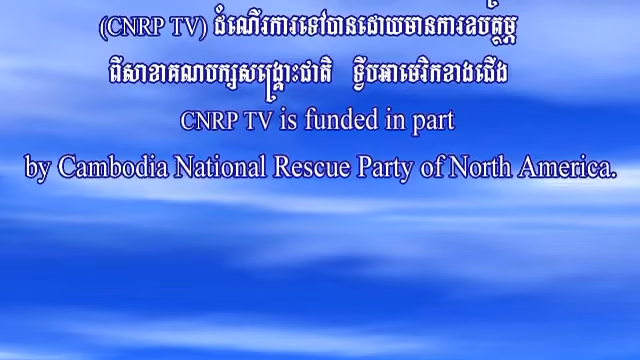 (CNRP TV) ដំណើរការទៅបានដោយមានការឧបត្ថម្ភ
ពីសាខាគណបក្សសង្គ្រោះជាតិ ទ្វីបអាមេរិកខាងជើង
CNRP TV is funded in part
by Cambodia National Rescue Party of North America.